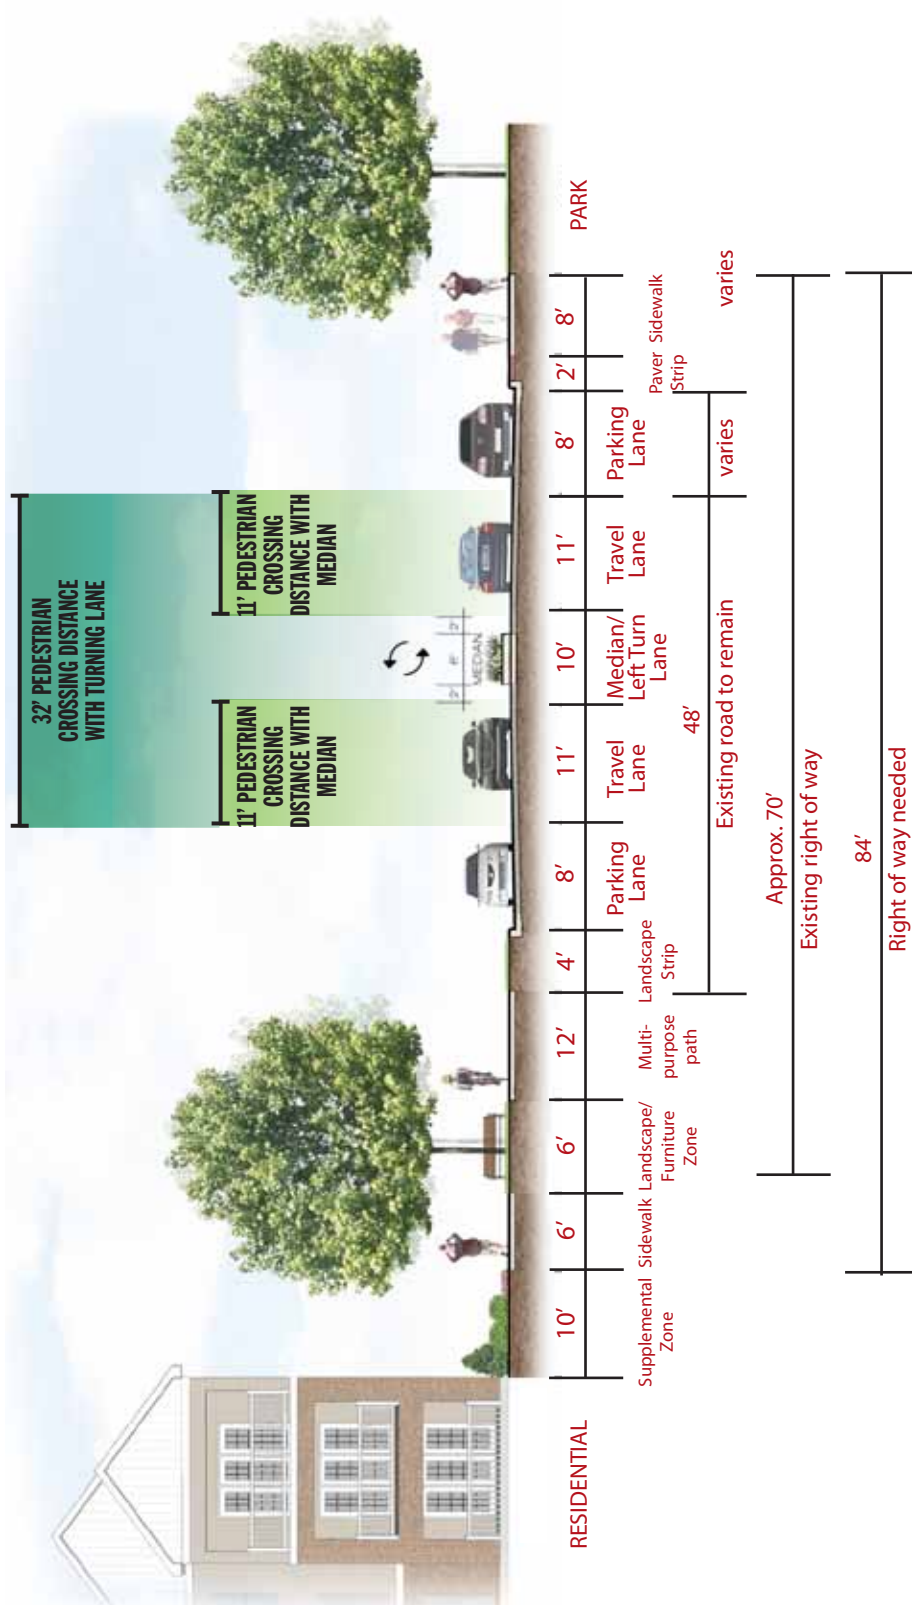 32’ PEDESTRIAN
CROSSING DISTANCE
WITH TURNING LANE
11’ PEDESTRIAN
CROSSING
DISTANCE WITH
MEDIAN
11’ PEDESTRIAN
CROSSING
DISTANCE WITH
MEDIAN
2’
6’
2’
MEDIAN
RESIDENTIAL
10’
6’
6’
12’
4’
8’
11’
10’
11’
8’
2’
8’
PARK
Supplemental
Zone
Sidewalk
Landscape/
Furniture
Zone
Multi-
purpose
path
Landscape
Strip
Parking
Lane
Travel
Lane
Median/
Left Turn
Lane
Travel
Lane
Parking
Lane
Paver
Strip
Sidewalk
48’
Existing road to remain
varies
varies
Approx. 70’
Existing right of way
84’
Right of way needed